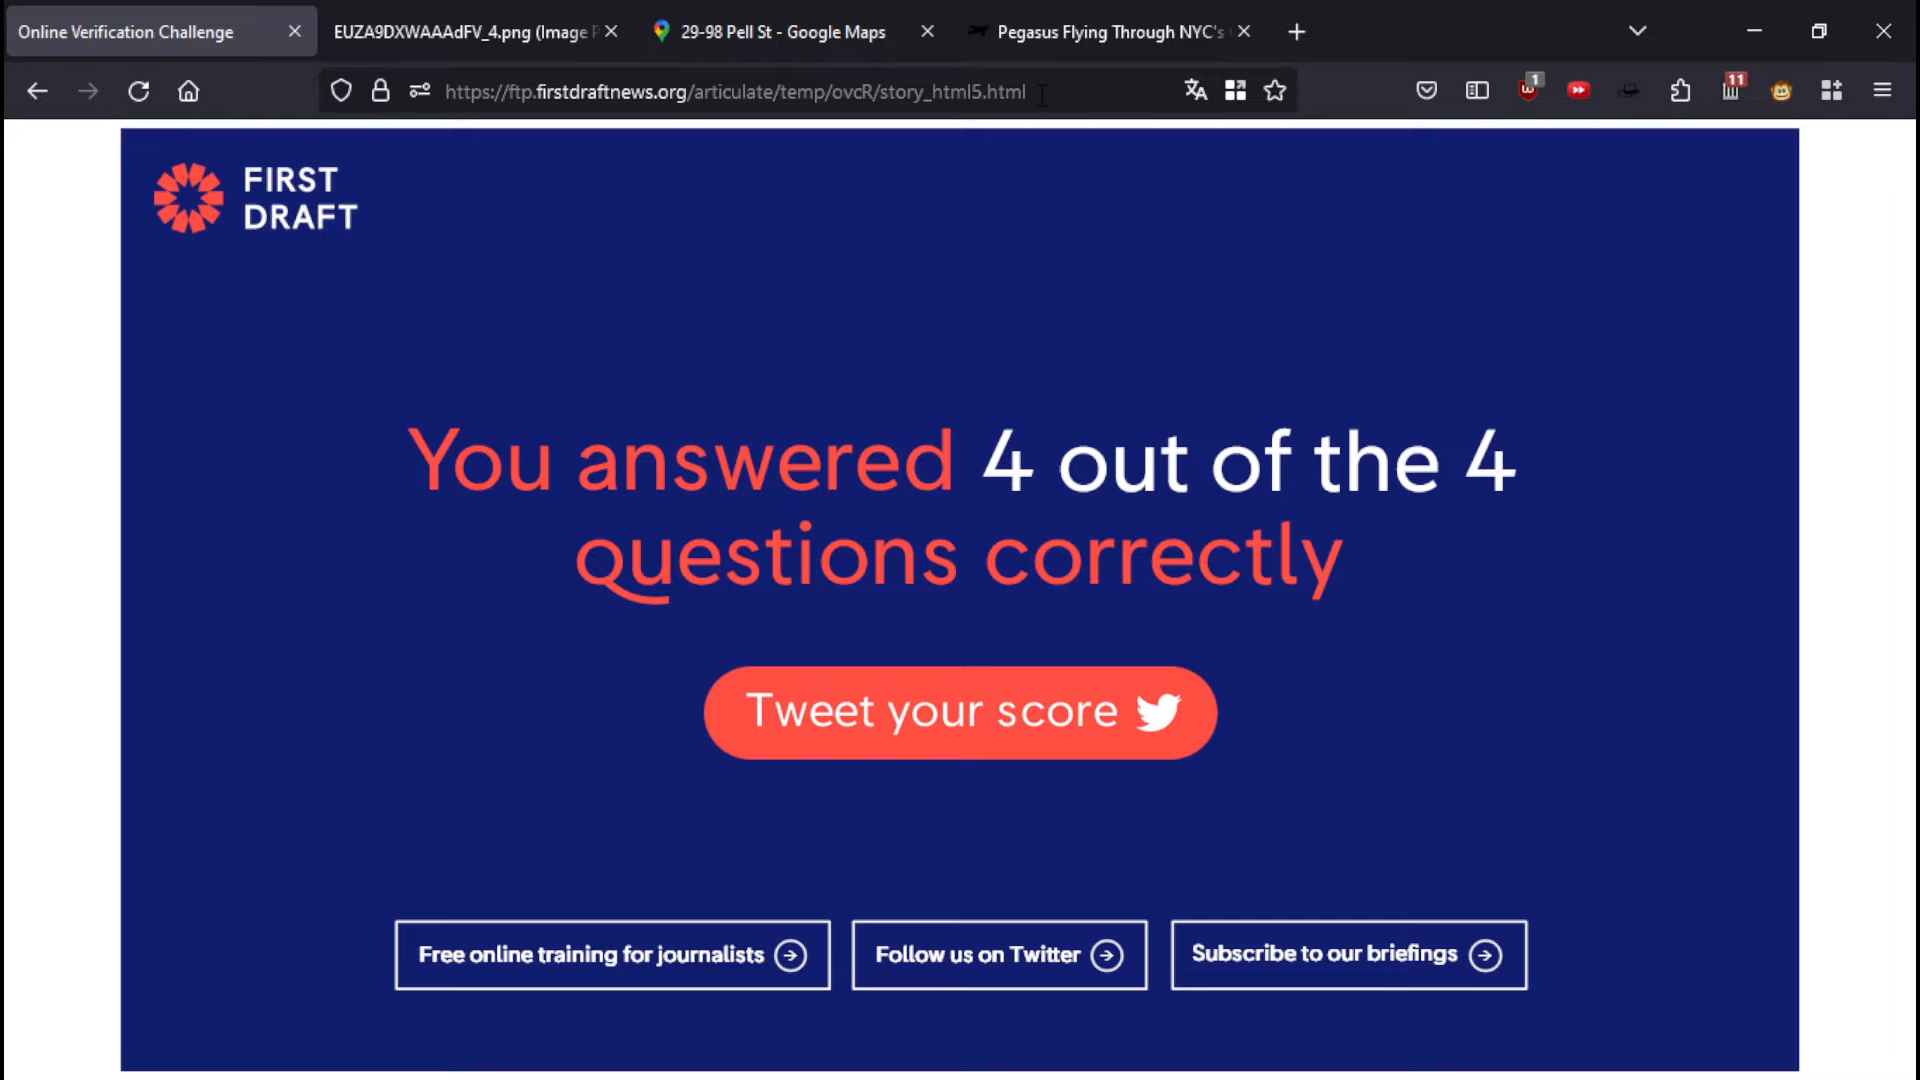 Online Verification Challenge
EUZA9DXWAAAdFV_4.png (Image P
29-98 Pell St - Google Maps
Pegasus Flying Through NYC's
https://ftp.firstdraftnews.org/articulate/temp/ovcR/story_html5.html
1
11
FIRST
DRAFT
You answered 4 out of the 4
questions correctly
Tweet your score
Free online training for journalists
Follow us on Twitter
Subscribe to our briefings